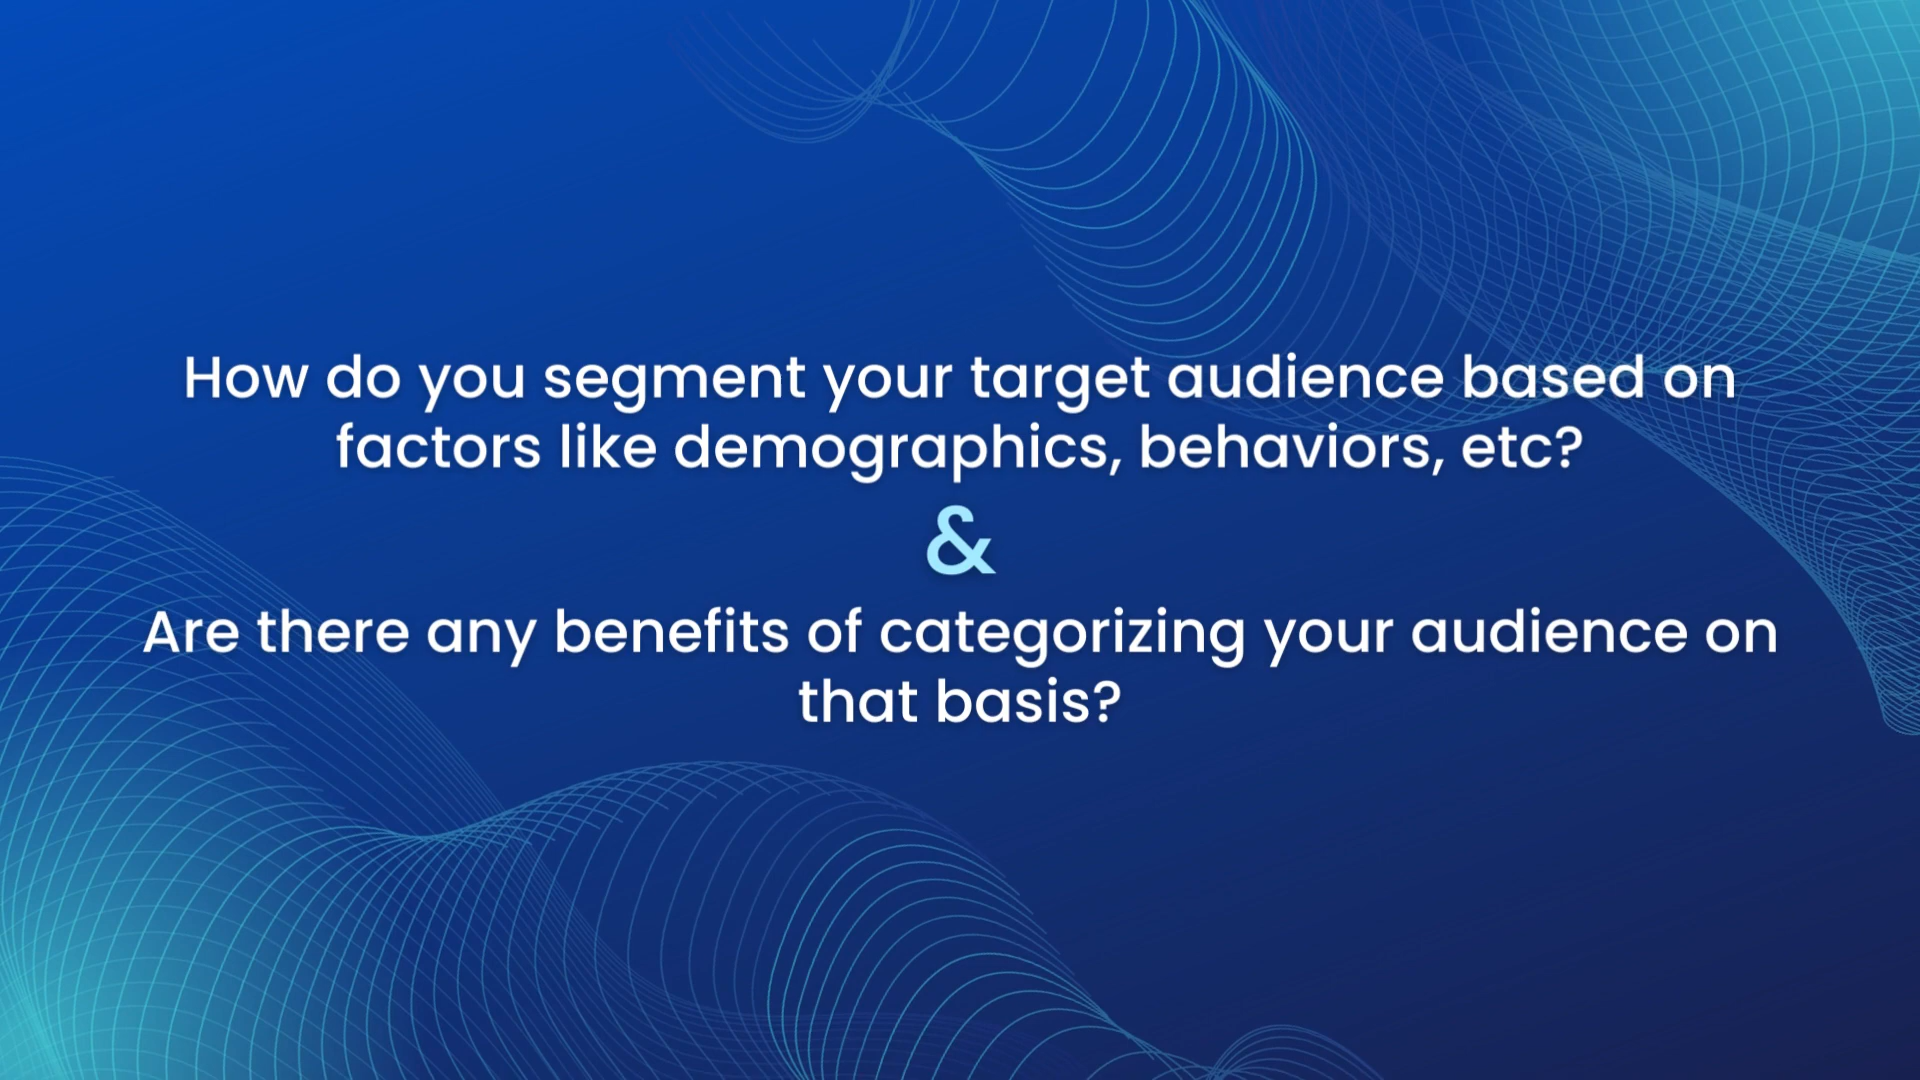 How do you segment your target audience based on
factors like demographics, behaviors, etc?
&
Are there any benefits of categorizing your audience on
that basis?